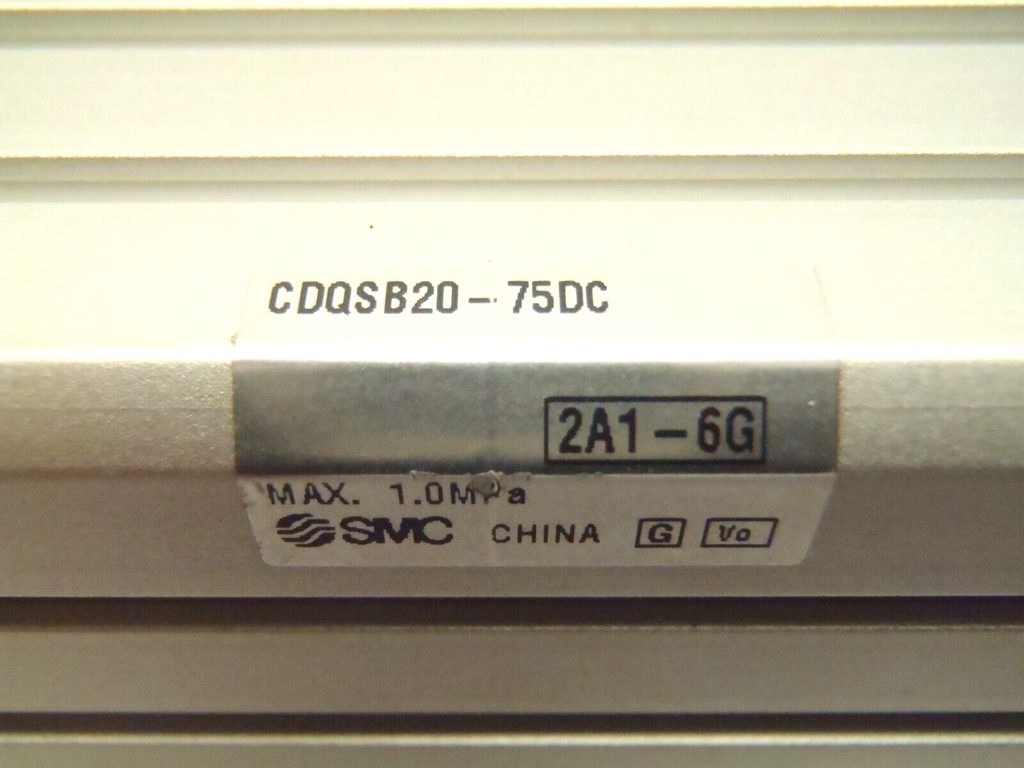 CDQSB20-75DC
2A1-6G
MAX. 1.0MPa
SMC CHINA G Vo